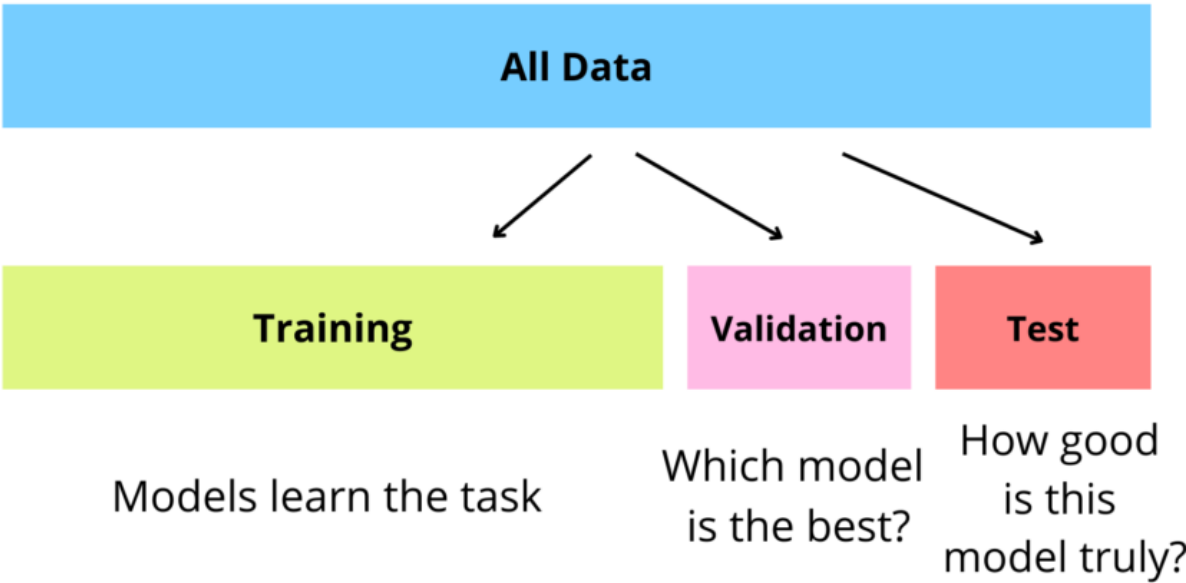 All Data
Training
Validation
Test
Models learn the task
Which model
is the best?
How good
is this
model truly?